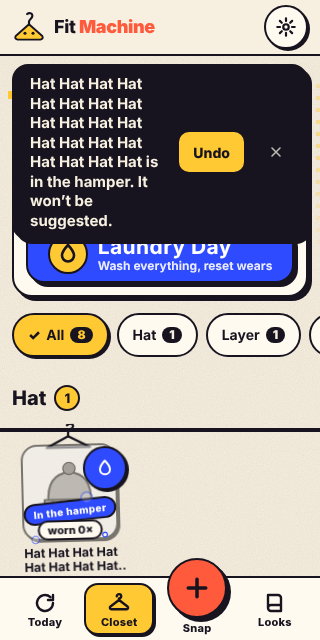 Fit Machine
Hat Hat Hat Hat
Hat Hat Hat Hat
Hat Hat Hat Hat
Hat Hat Hat Hat
Hat Hat Hat Hat is
in the hamper. It
won't be
suggested.
Undo
Laundry Day
Wash everything, reset wears
All 8
Hat 1
Layer 1
Hat 1
In the hamper
worn 0×
Hat Hat Hat Hat
Hat Hat Hat Hat..
Today
Closet
Snap
Looks